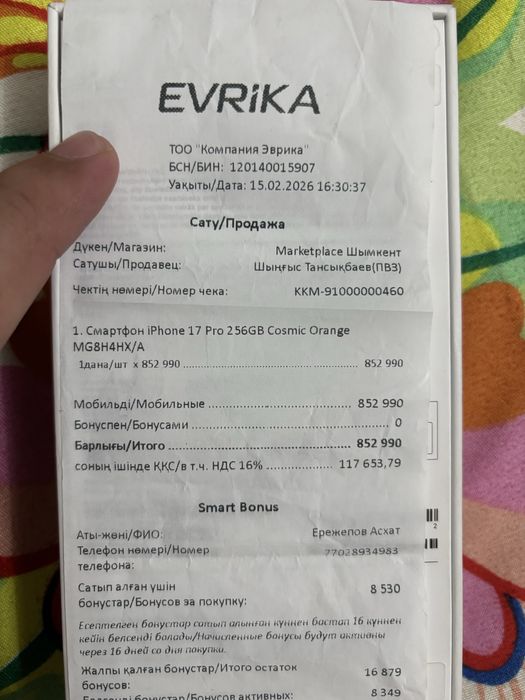 EVRiKA
ТОО "Компания Эврика"
БСН/БИН: 120140015907
Уақыты/Дата: 15.02.2026 16:30:37
Сату/Продажа
Дүкен/Магазин: Marketplace Шымкент
Сатушы/Продавец: Шыңғыс Тансықбаев(ПВЗ)
Чектің нөмері/Номер чека: ККМ-91000000460
1. Смартфон iPhone 17 Pro 256GB Cosmic Orange
MG8H4HX/A
1дана/шт x 852 990 ........ 852 990
Мобильді/Мобильные ........ 852 990
Бонуспен/Бонусами ........ 0
Барлығы/Итого ........ 852 990
соның ішінде ҚҚС/в т.ч. НДС 16% ........ 117 653,79
Smart Bonus
Аты-жөні/ФИО: Ережепов Асхат
Телефон нөмері/Номер 77028934983
телефона:
Сатып алған үшін 8 530
бонустар/Бонусов за покупку:
Есептелген бонустар сатып алынған күннен бастап 16 күннен
кейін белсенді болады/Начисленные бонусы будут активны
через 16 дней со дня покупки.
Жалпы қалған бонустар/Итого остаток 16 879
бонусов:
бонустар/Бонусов активных: 8 349
2